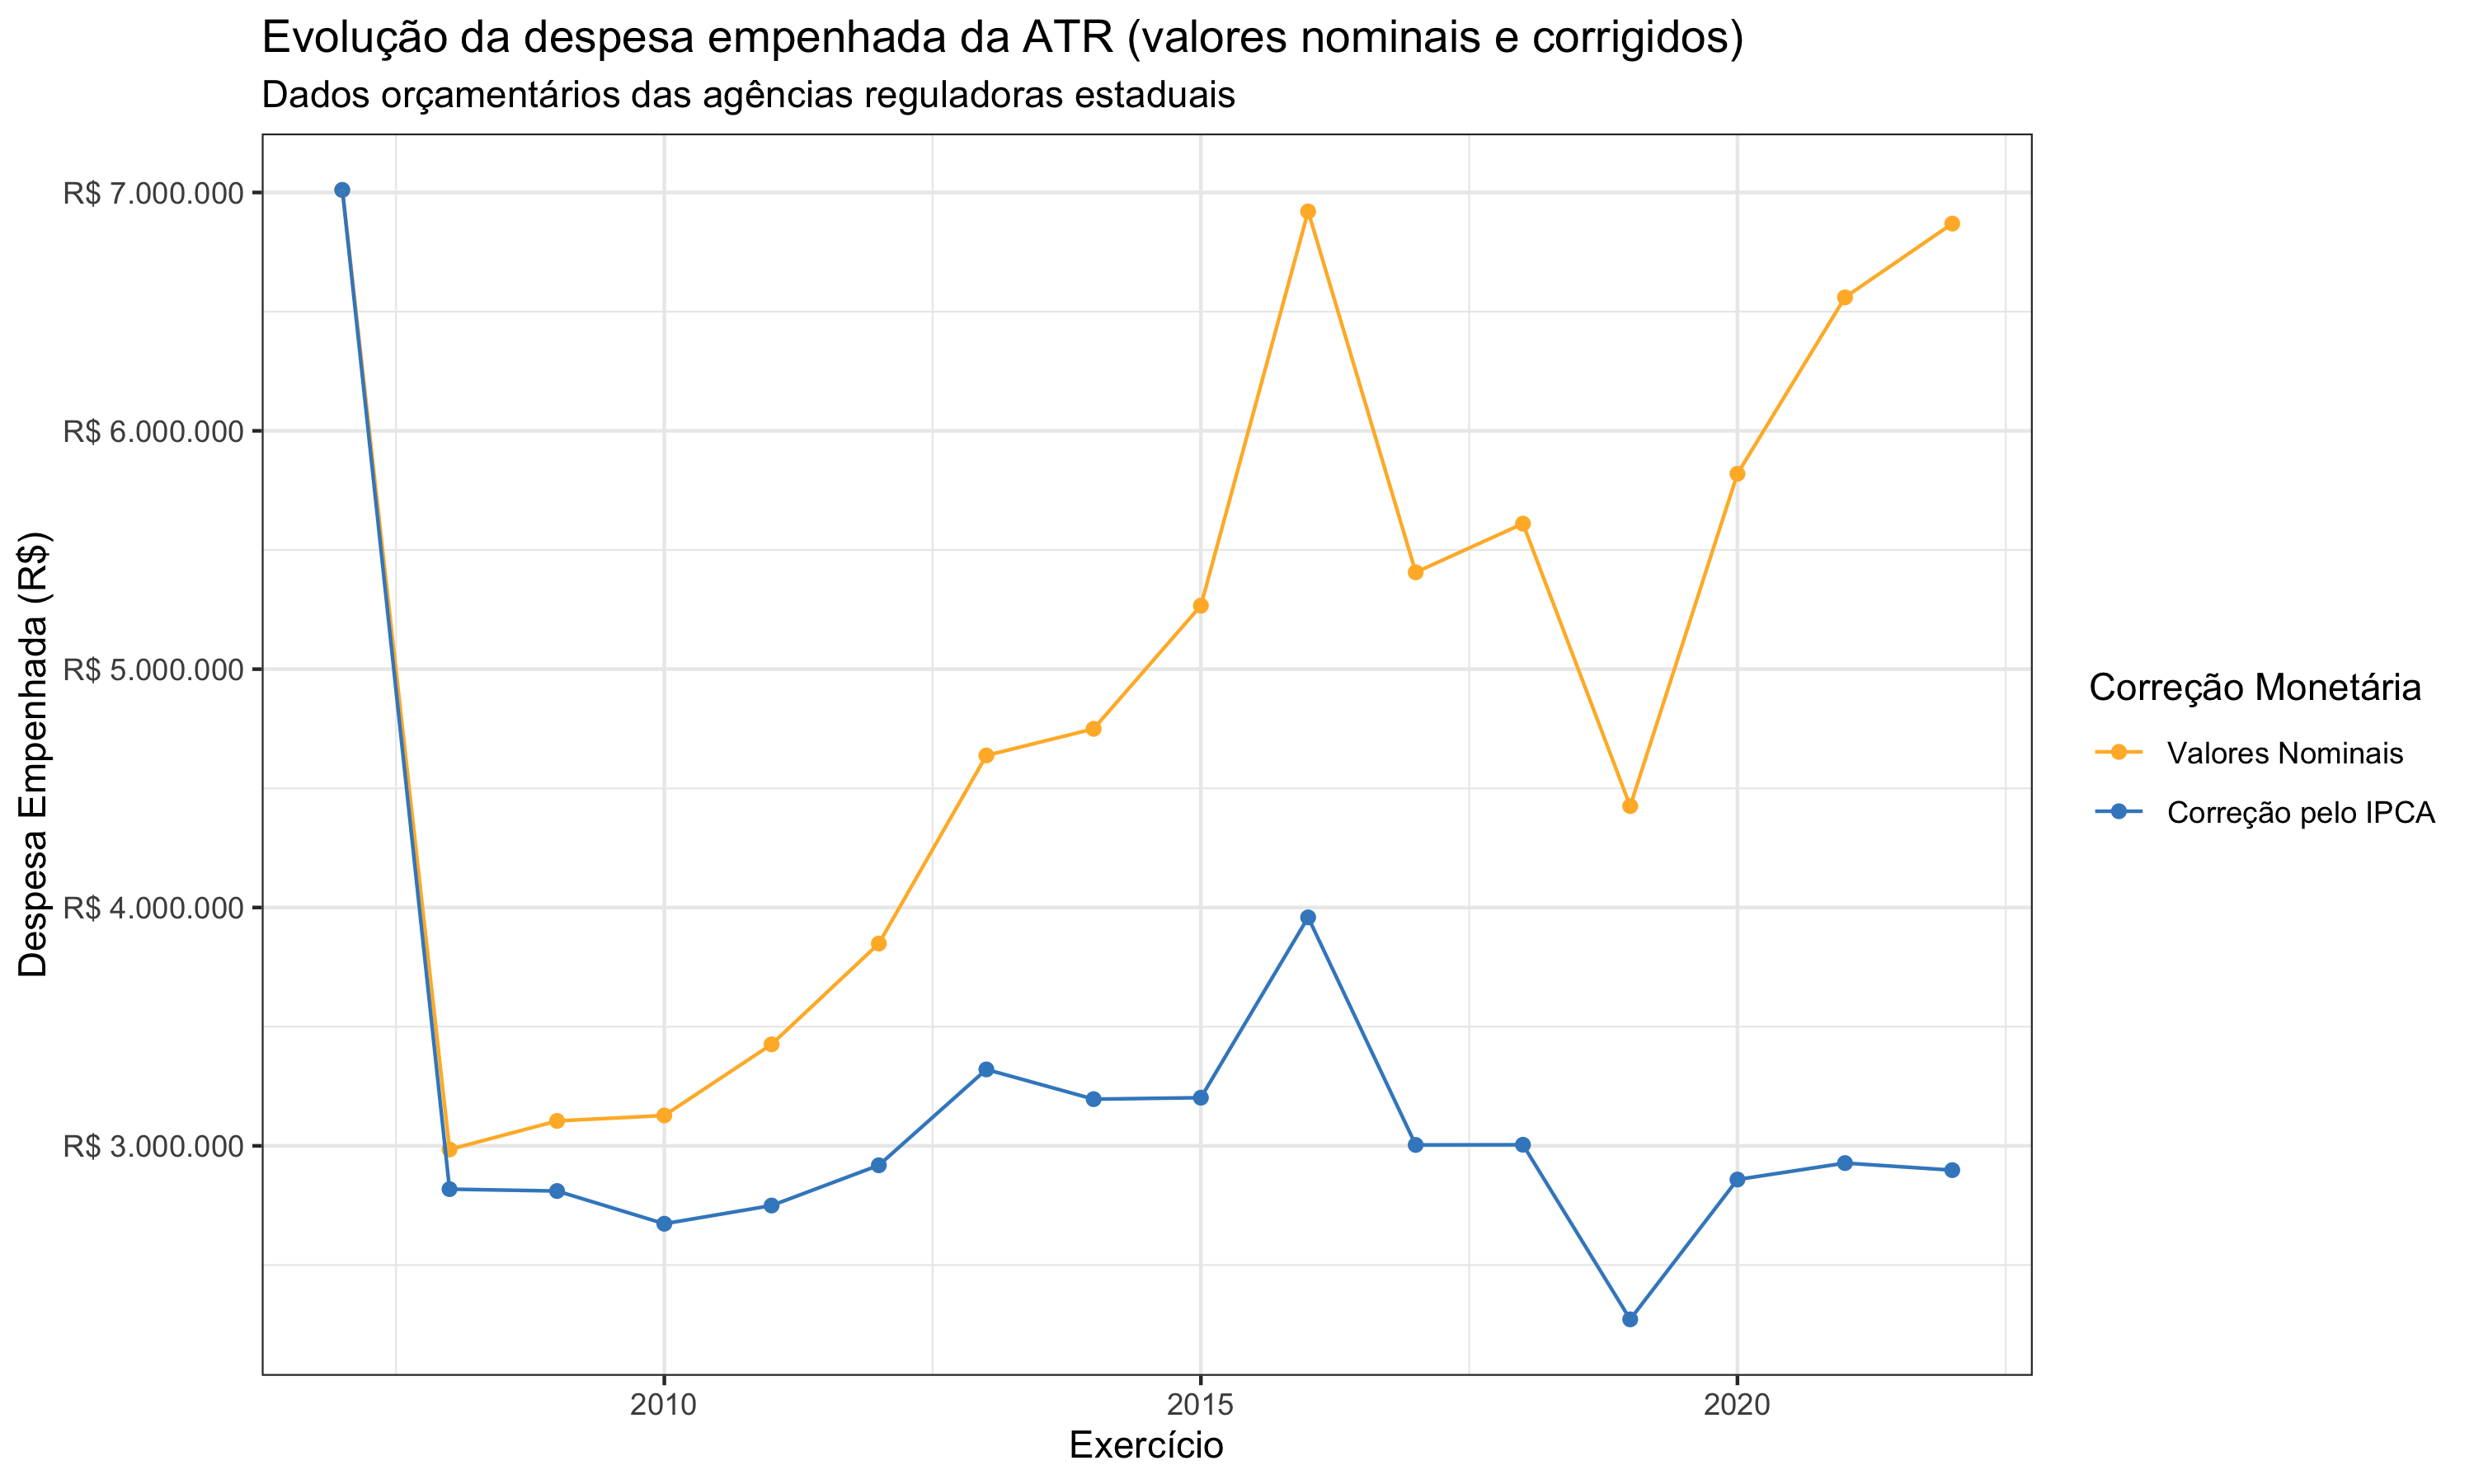 Evolução da despesa empenhada da ATR (valores nominais e corrigidos)
Dados orçamentários das agências reguladoras estaduais
Despesa Empenhada (R$)
R$ 7.000.000
R$ 6.000.000
R$ 5.000.000
R$ 4.000.000
R$ 3.000.000
2010
2015
2020
Exercício
Correção Monetária
Valores Nominais
Correção pelo IPCA